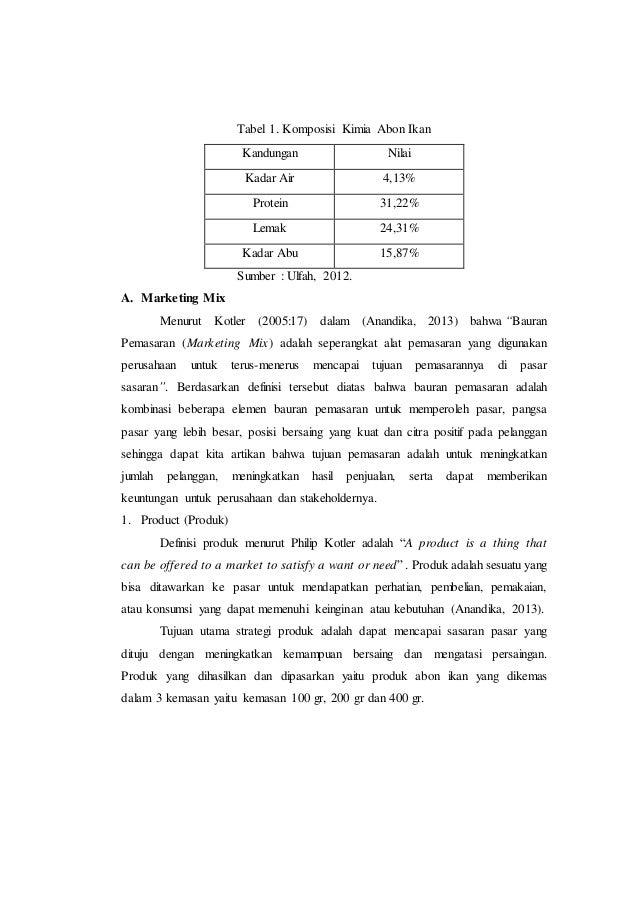 Tabel 1. Komposisi Kimia Abon Ikan
Kandungan Nilai
Kadar Air 4,13%
Protein 31,22%
Lemak 24,31%
Kadar Abu 15,87%
Sumber : Ulfah, 2012.
A. Marketing Mix
Menurut Kotler (2005:17) dalam (Anandika, 2013) bahwa “Bauran
Pemasaran (Marketing Mix) adalah seperangkat alat pemasaran yang digunakan
perusahaan untuk terus-menerus mencapai tujuan pemasarannya di pasar
sasaran”. Berdasarkan definisi tersebut diatas bahwa bauran pemasaran adalah
kombinasi beberapa elemen bauran pemasaran untuk memperoleh pasar, pangsa
pasar yang lebih besar, posisi bersaing yang kuat dan citra positif pada pelanggan
sehingga dapat kita artikan bahwa tujuan pemasaran adalah untuk meningkatkan
jumlah pelanggan, meningkatkan hasil penjualan, serta dapat memberikan
keuntungan untuk perusahaan dan stakeholdernya.
1. Product (Produk)
Definisi produk menurut Philip Kotler adalah “A product is a thing that
can be offered to a market to satisfy a want or need” . Produk adalah sesuatu yang
bisa ditawarkan ke pasar untuk mendapatkan perhatian, pembelian, pemakaian,
atau konsumsi yang dapat memenuhi keinginan atau kebutuhan (Anandika, 2013).
Tujuan utama strategi produk adalah dapat mencapai sasaran pasar yang
dituju dengan meningkatkan kemampuan bersaing dan mengatasi persaingan.
Produk yang dihasilkan dan dipasarkan yaitu produk abon ikan yang dikemas
dalam 3 kemasan yaitu kemasan 100 gr, 200 gr dan 400 gr.